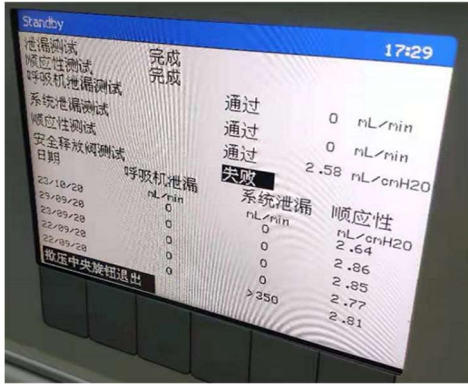 Standby 17:29
泄漏测试 完成
顺应性测试 完成
呼吸机泄漏测试 通过 0 mL/min
系统泄漏测试 通过 0 mL/min
顺应性测试 通过 2.58 mL/cmH2O
安全释放阀测试 失败
日期 呼吸机泄漏 系统泄漏 顺应性
mL/min mL/min mL/cmH2O
23/10/20 0 0 2.64
29/09/20 0 0 2.86
23/09/20 0 0 2.85
22/09/20 0 0 2.77
22/09/20 0 >350 2.81
揿压中央旋钮退出